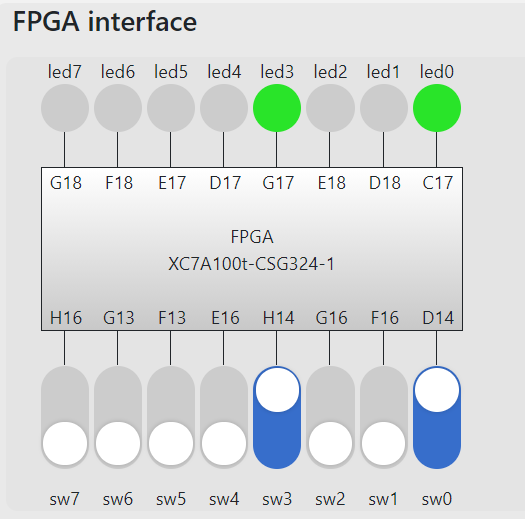 FPGA interface
led7 led6 led5 led4 led3 led2 led1 led0
G18 F18 E17 D17 G17 E18 D18 C17
FPGA
XC7A100t-CSG324-1
H16 G13 F13 E16 H14 G16 F16 D14
sw7 sw6 sw5 sw4 sw3 sw2 sw1 sw0